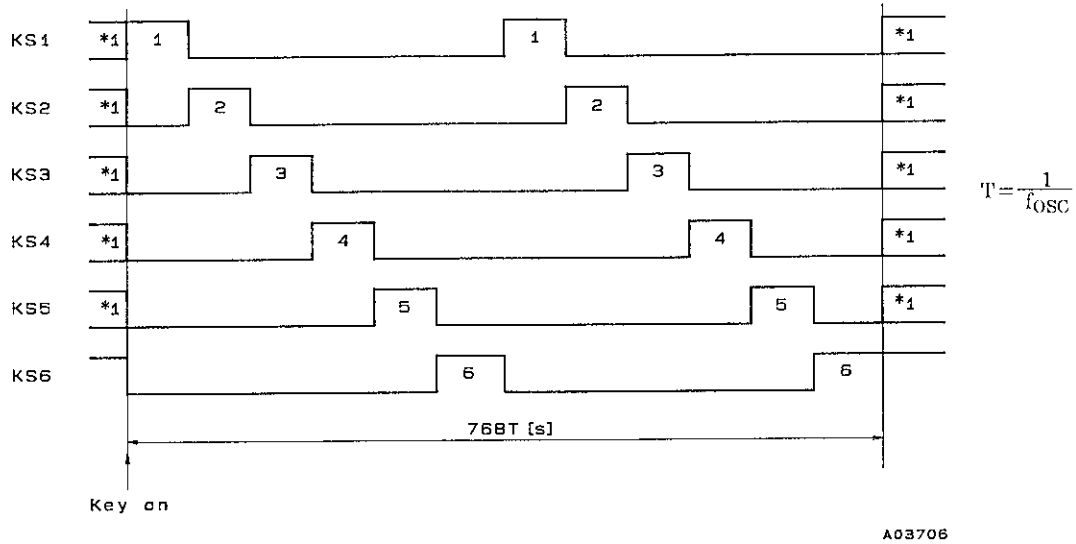 KS1 *1 1 1 *1
KS2 *1 2 2 *1
KS3 *1 3 3 *1
T=1/fOSC
KS4 *1 4 4 *1
KS5 *1 5 5 *1
KS6 6 6
768T [s]
Key on
A03706